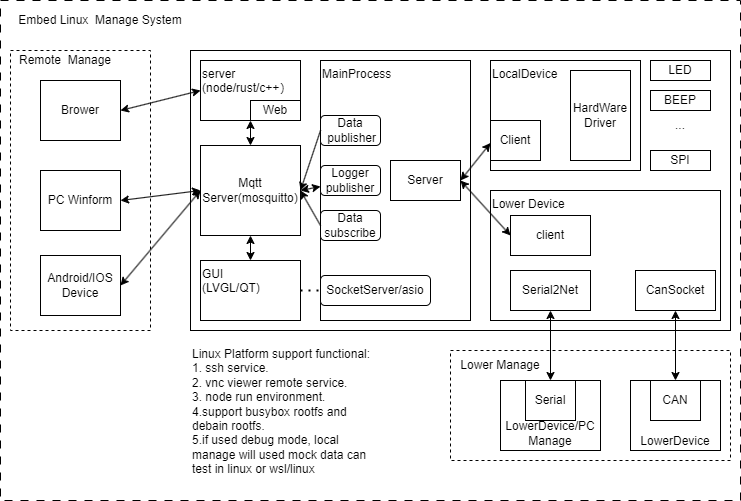 Embed Linux Manage System
Remote Manage
Brower
PC Winform
Android/IOS
Device
server
(node/rust/c++)
Web
Mqtt
Server(mosquitto)
GUI
(LVGL/QT)
MainProcess
Data
publisher
Logger
publisher
Data
subscribe
SocketServer/asio
Server
LocalDevice
Client
HardWare
Driver
LED
BEEP
...
SPI
Lower Device
client
Serial2Net
CanSocket
Linux Platform support functional:
1. ssh service.
2. vnc viewer remote service.
3. node run environment.
4.support busybox rootfs and
debain rootfs.
5.if used debug mode, local
manage will used mock data can
test in linux or wsl/linux
Lower Manage
Serial
LowerDevice/PC
Manage
CAN
LowerDevice